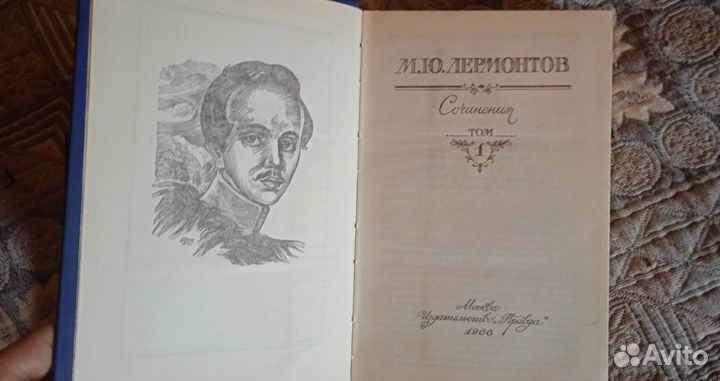 М.Ю.ЛЕРМОНТОВ
Сочинения
ТОМ
1
Москва
Издательство „Правда“
Avito